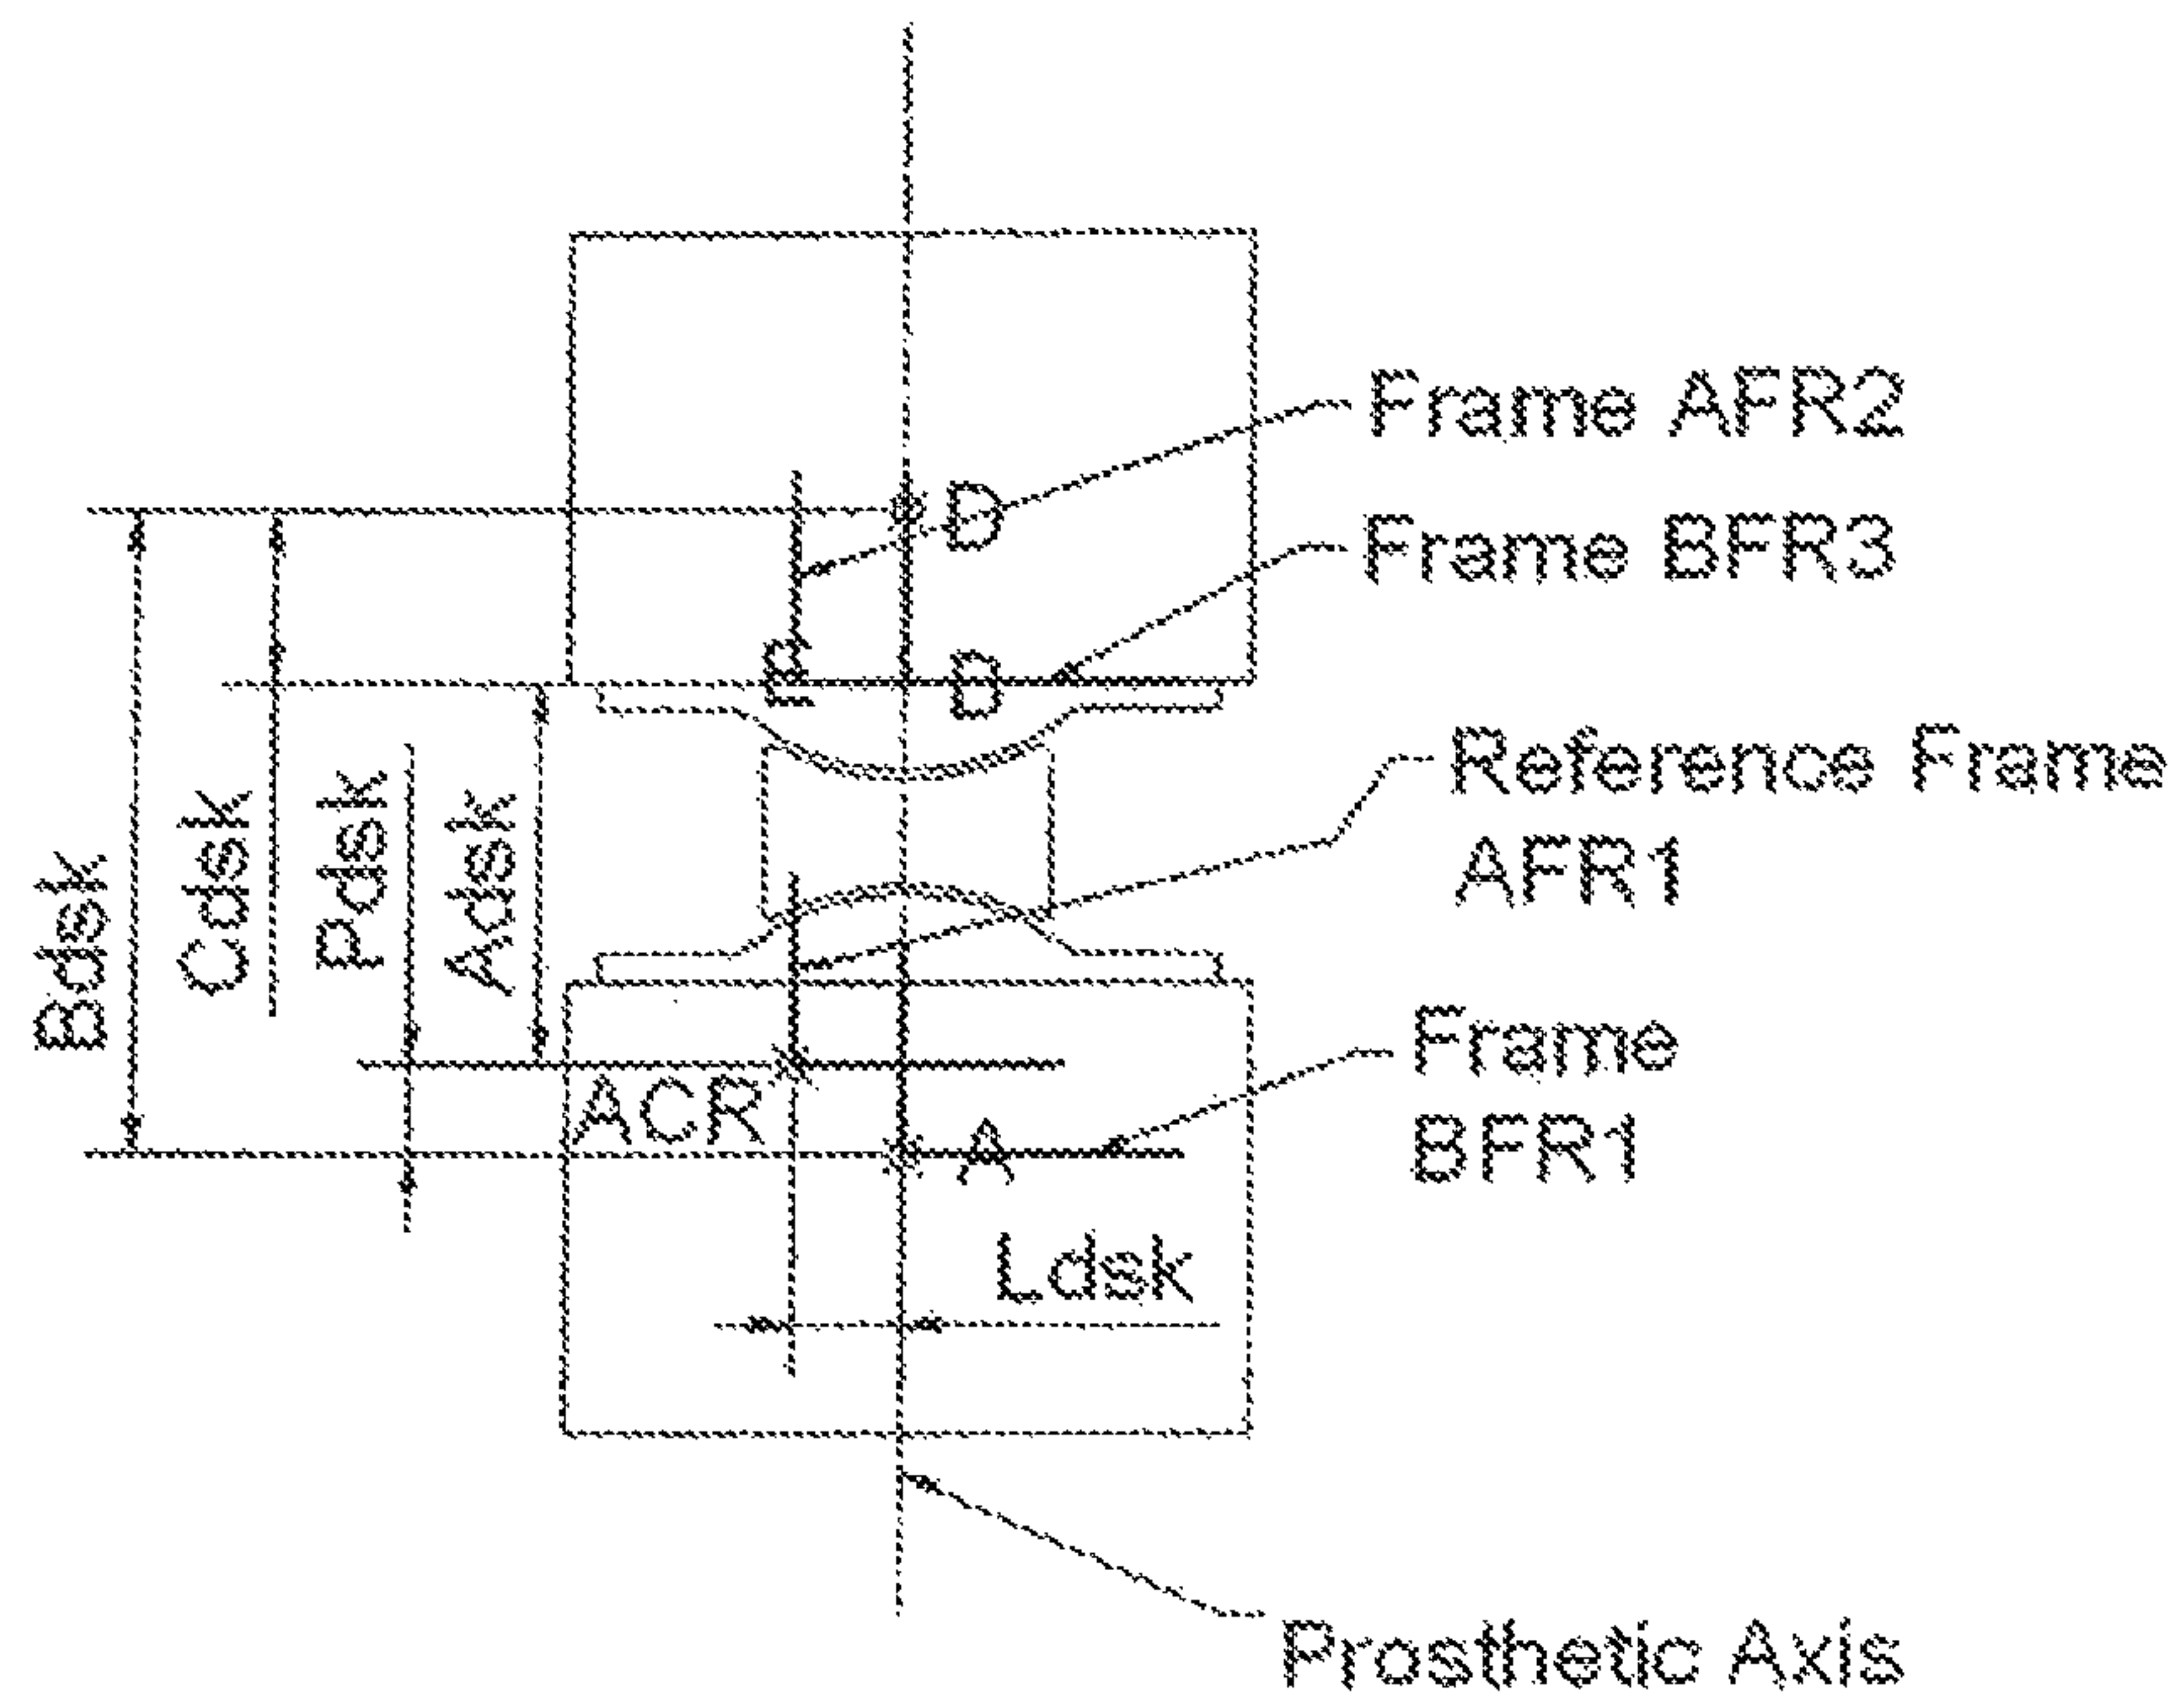 Frame AFR2
D
Frame BFR3
B
Reference Frame
AFR1
Bdsk
Cdsk
Pdsk
Adsk
Frame
BFR1
ACR
A
Ldsk
Prosthetic Axis